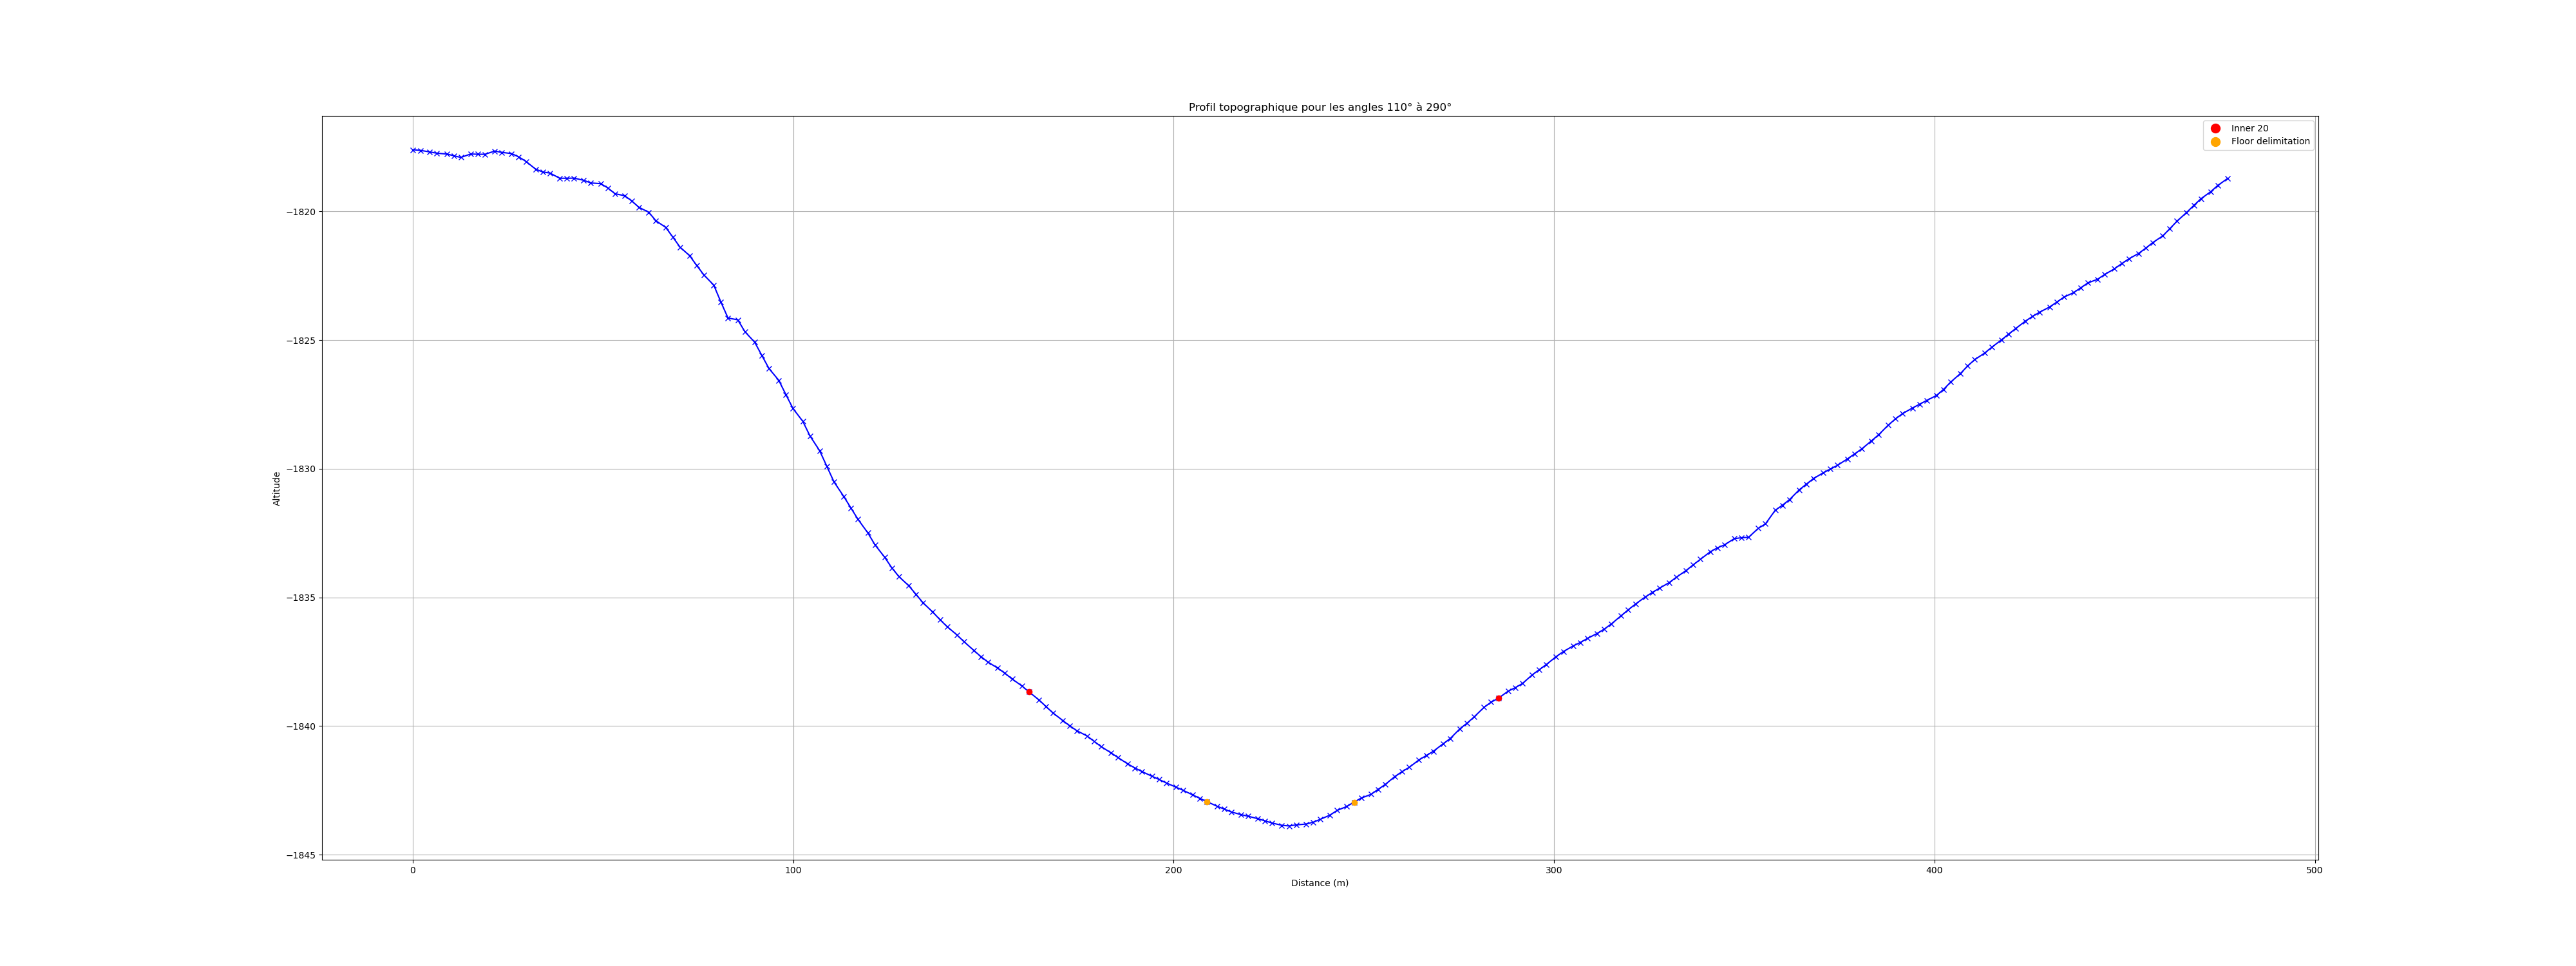 Profil topographique pour les angles 110° à 290°
Inner 20
Floor delimitation
Altitude
−1820
−1825
−1830
−1835
−1840
−1845
0 100 200 300 400 500
Distance (m)